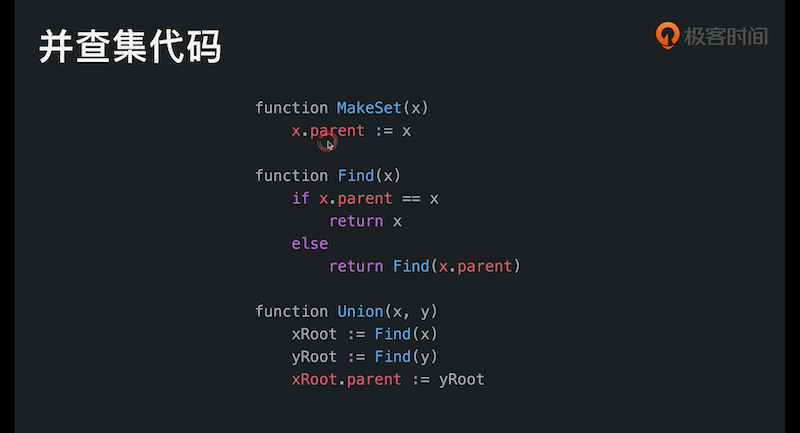 并查集代码
极客时间
function MakeSet(x)
    x.parent := x
function Find(x)
    if x.parent == x
        return x
    else
        return Find(x.parent)
function Union(x, y)
    xRoot := Find(x)
    yRoot := Find(y)
    xRoot.parent := yRoot